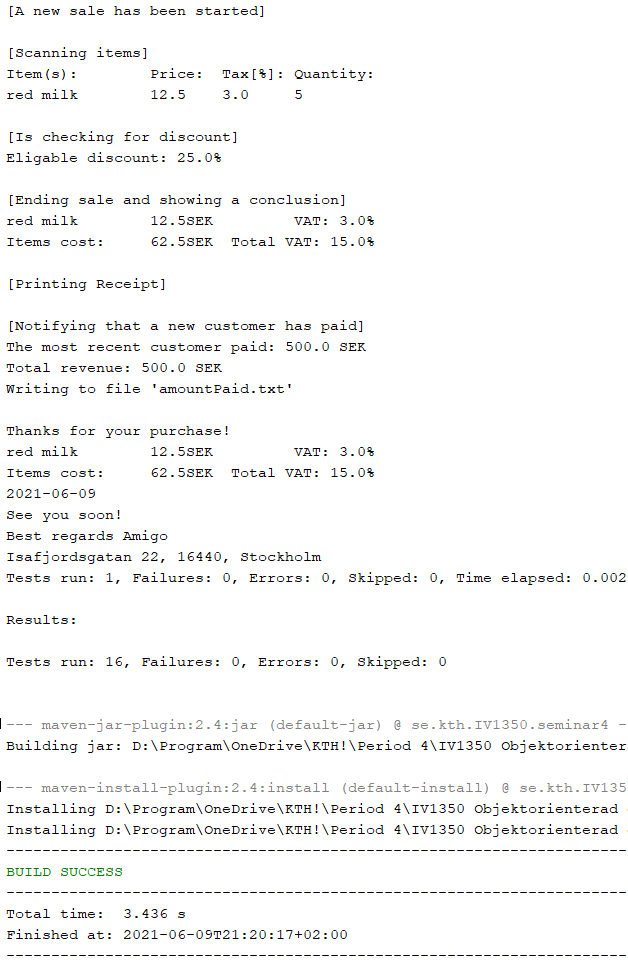 [A new sale has been started]
[Scanning items]
Item(s): Price: Tax[%]: Quantity:
red milk 12.5 3.0 5
[Is checking for discount]
Eligable discount: 25.0%
[Ending sale and showing a conclusion]
red milk 12.5SEK VAT: 3.0%
Items cost: 62.5SEK Total VAT: 15.0%
[Printing Receipt]
[Notifying that a new customer has paid]
The most recent customer paid: 500.0 SEK
Total revenue: 500.0 SEK
Writing to file 'amountPaid.txt'
Thanks for your purchase!
red milk 12.5SEK VAT: 3.0%
Items cost: 62.5SEK Total VAT: 15.0%
2021-06-09
See you soon!
Best regards Amigo
Isafjordsgatan 22, 16440, Stockholm
Tests run: 1, Failures: 0, Errors: 0, Skipped: 0, Time elapsed: 0.002
Results:
Tests run: 16, Failures: 0, Errors: 0, Skipped: 0
--- maven-jar-plugin:2.4:jar (default-jar) @ se.kth.IV1350.seminar4 -
Building jar: D:\Program\OneDrive\KTH!\Period 4\IV1350 Objektorienter
--- maven-install-plugin:2.4:install (default-install) @ se.kth.IV135
Installing D:\Program\OneDrive\KTH!\Period 4\IV1350 Objektorienterad
Installing D:\Program\OneDrive\KTH!\Period 4\IV1350 Objektorienterad
---------------------------------------------------------------------
BUILD SUCCESS
---------------------------------------------------------------------
Total time: 3.436 s
Finished at: 2021-06-09T21:20:17+02:00
---------------------------------------------------------------------